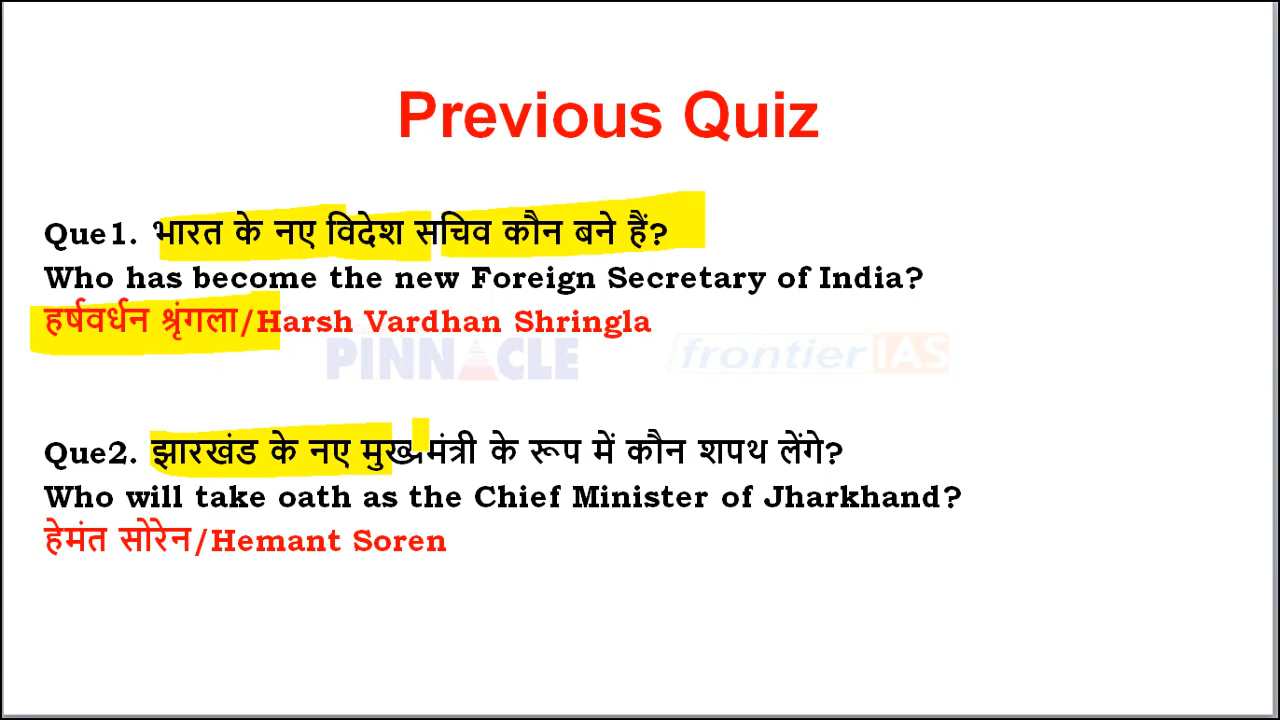 Previous Quiz
Que1. भारत के नए विदेश सचिव कौन बने हैं?
Who has become the new Foreign Secretary of India?
हर्षवर्धन श्रृंगला/Harsh Vardhan Shringla
PINNACLE frontier IAS
Que2. झारखंड के नए मुख्यमंत्री के रूप में कौन शपथ लेंगे?
Who will take oath as the Chief Minister of Jharkhand?
हेमंत सोरेन/Hemant Soren